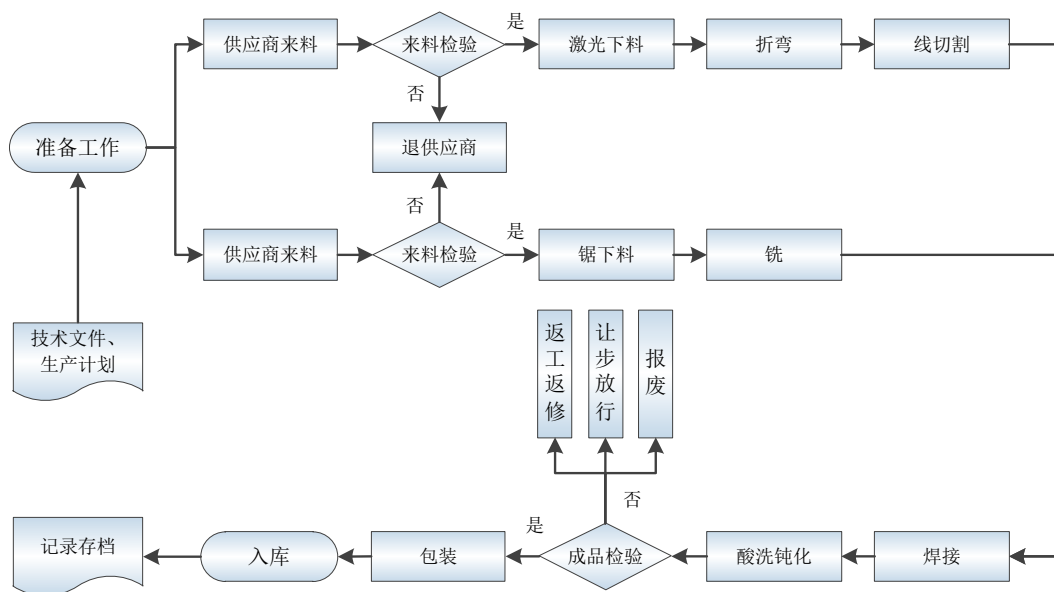 供应商来料
来料检验
是
激光下料
折弯
线切割
否
准备工作
退供应商
否
供应商来料
来料检验
是
锯下料
铣
技术文件、
生产计划
返工返修
让步放行
报废
否
记录存档
入库
包装
是
成品检验
酸洗钝化
焊接